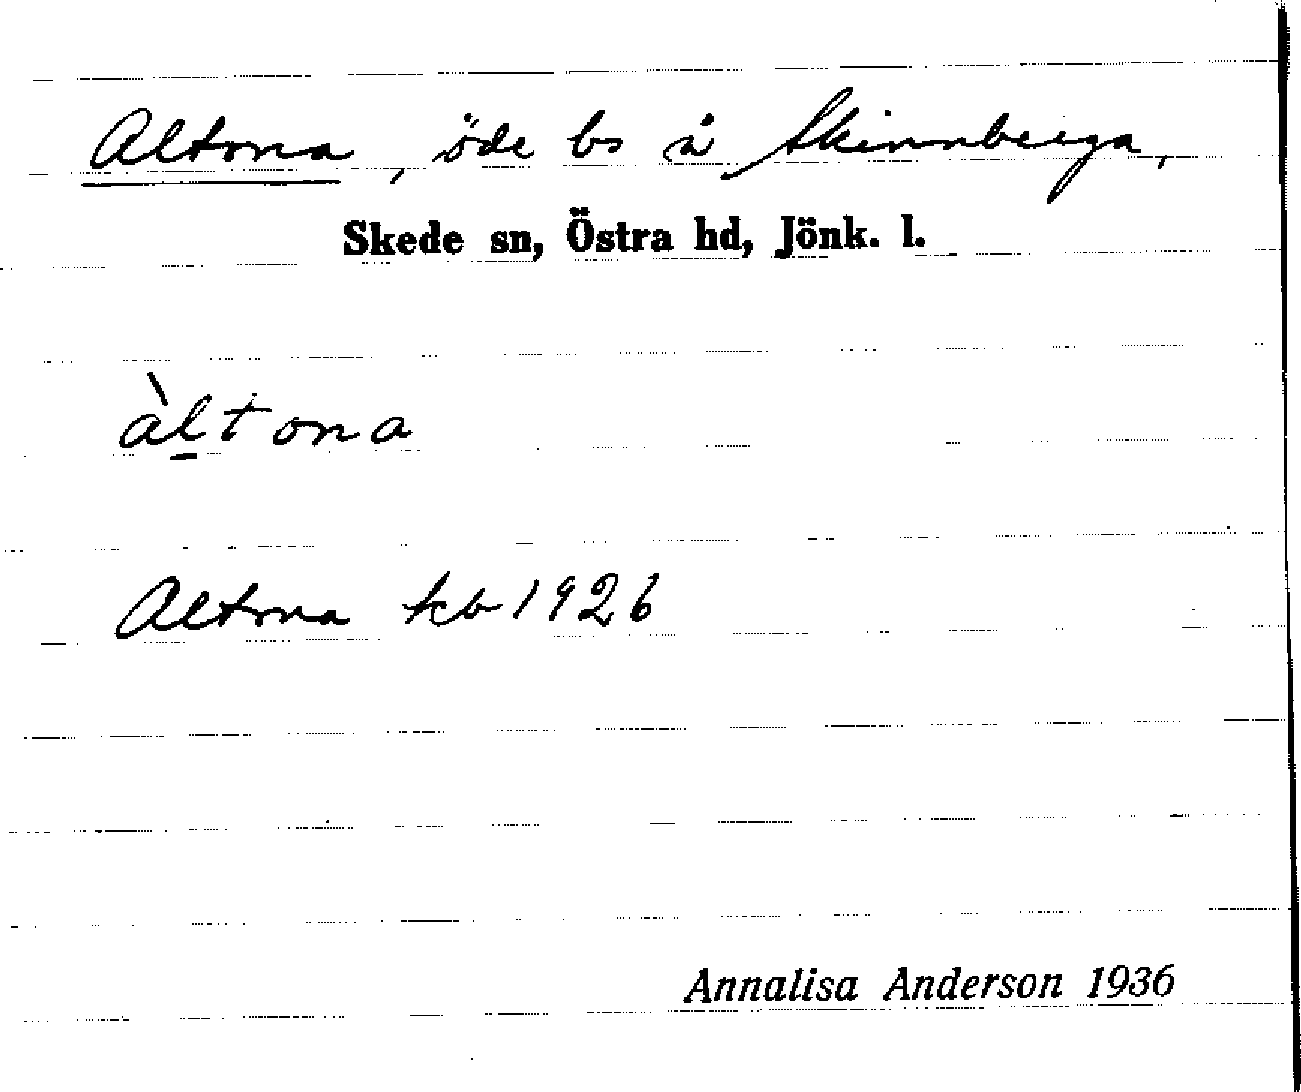 Altona, öde bs å Skinnberga,
Skede sn, Östra hd, Jönk. l.
àltona
Altona kb 1926
Annalisa Anderson 1936